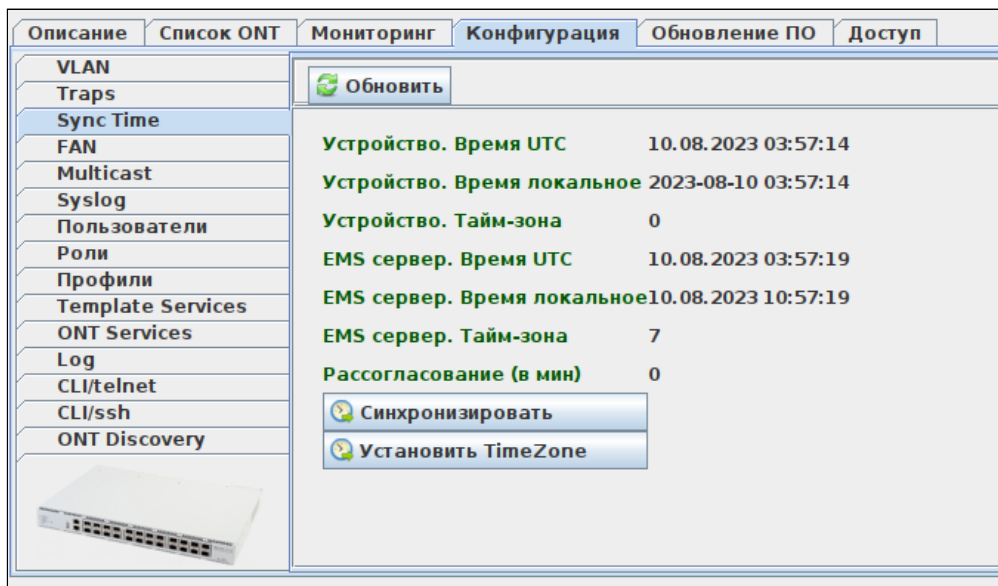 Описание Список ONT Мониторинг Конфигурация Обновление ПО Доступ
VLAN
Traps
Sync Time
FAN
Multicast
Syslog
Пользователи
Роли
Профили
Template Services
ONT Services
Log
CLI/telnet
CLI/ssh
ONT Discovery
Обновить
Устройство. Время UTC 10.08.2023 03:57:14
Устройство. Время локальное 2023-08-10 03:57:14
Устройство. Тайм-зона 0
EMS сервер. Время UTC 10.08.2023 03:57:19
EMS сервер. Время локальное 10.08.2023 10:57:19
EMS сервер. Тайм-зона 7
Рассогласование (в мин) 0
Синхронизировать
Установить TimeZone